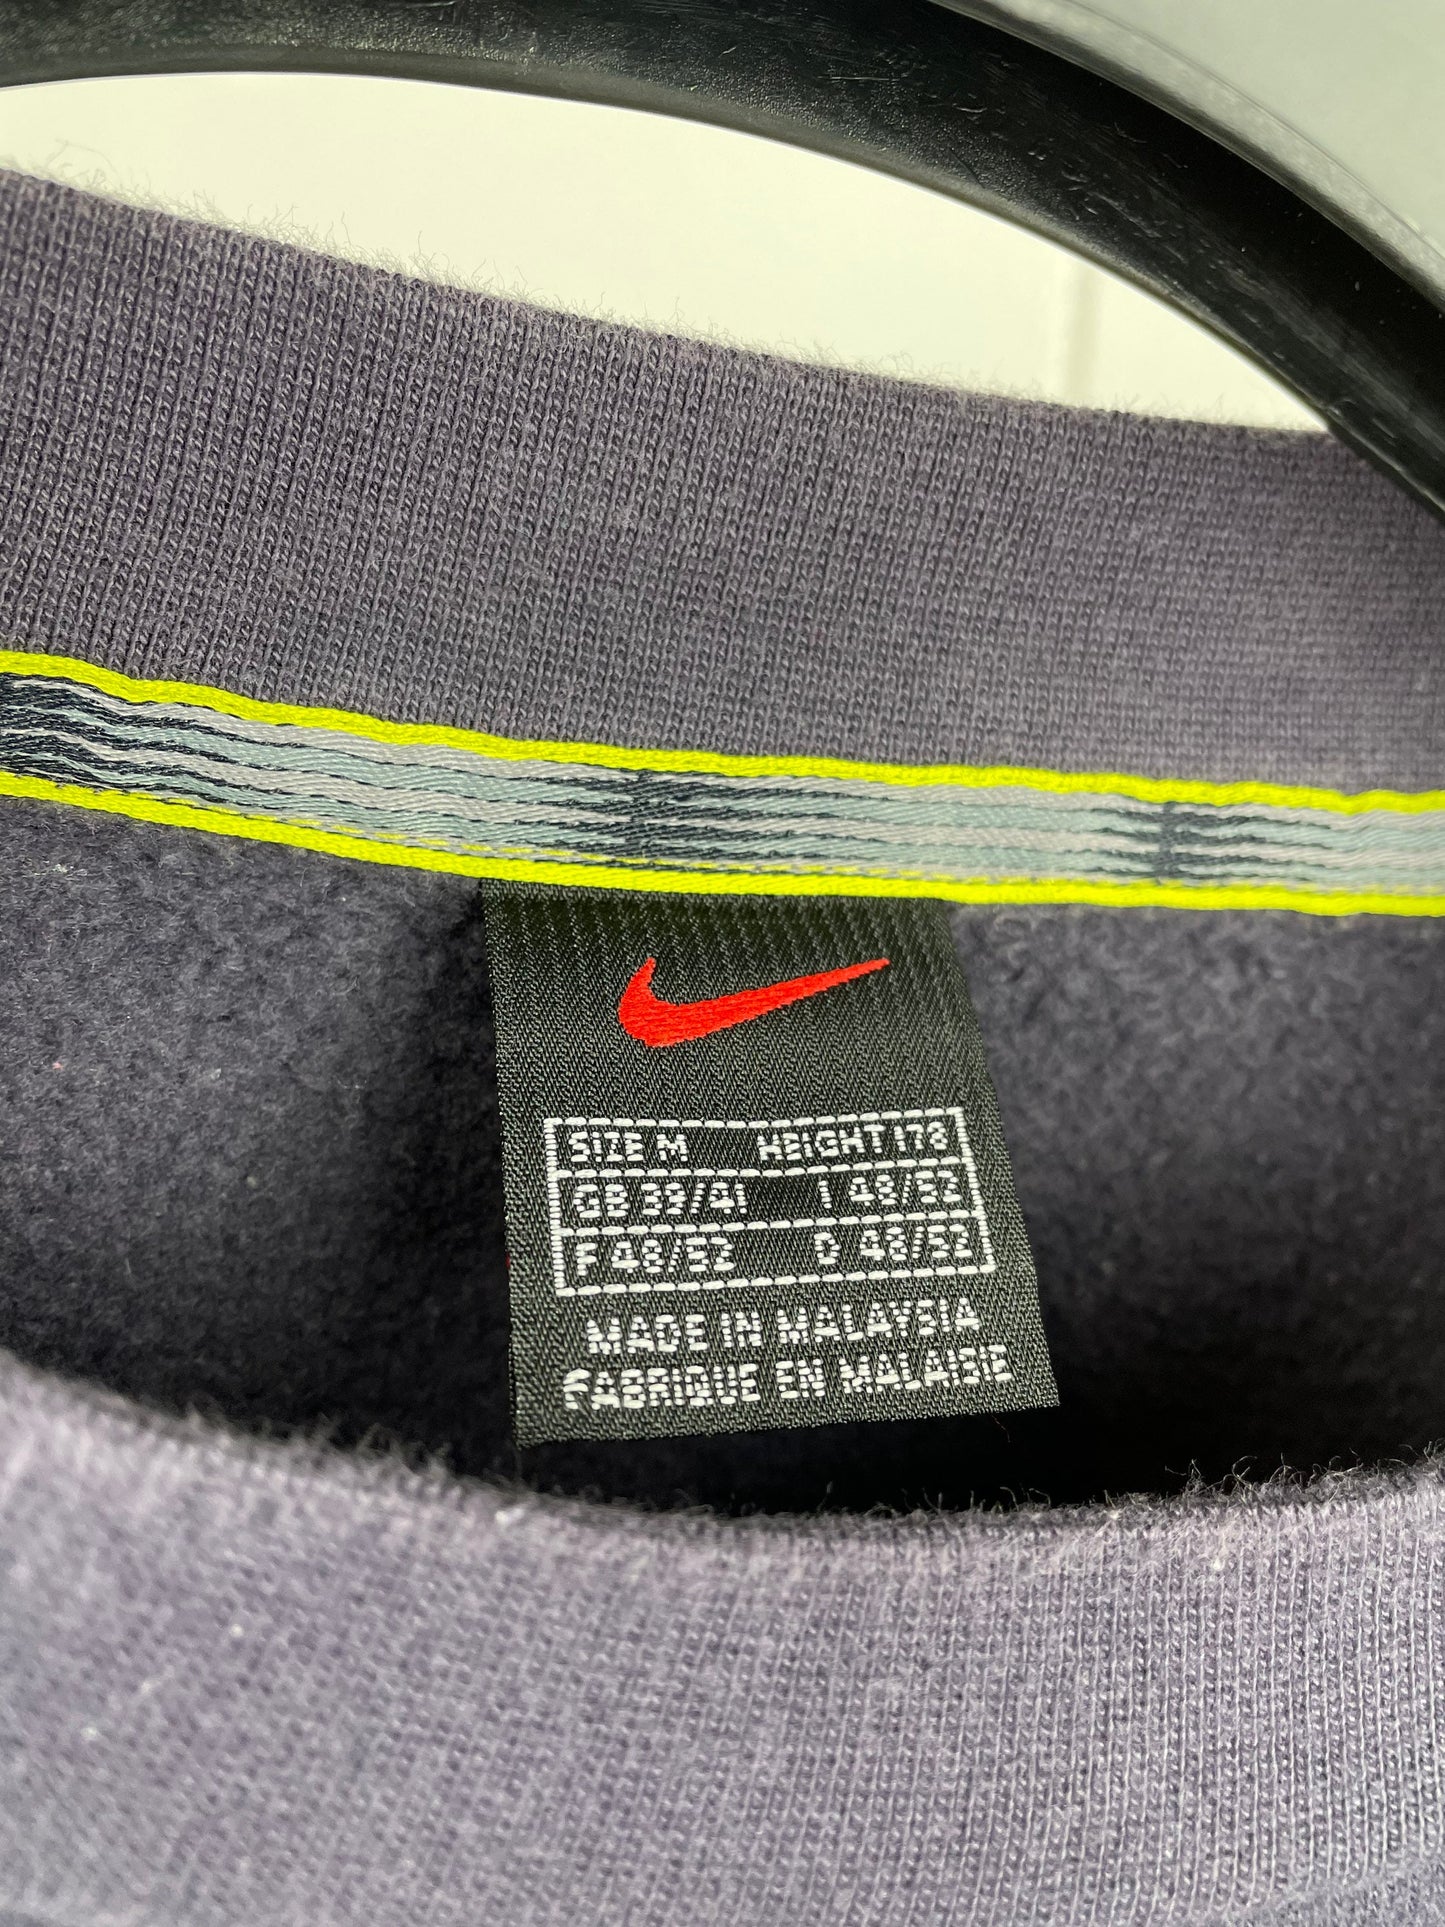 SIZE M HEIGHT 178
GB 39/41 I 48/52
F 48/52 D 48/52
MADE IN MALAYSIA
FABRIQUE EN MALAISIE